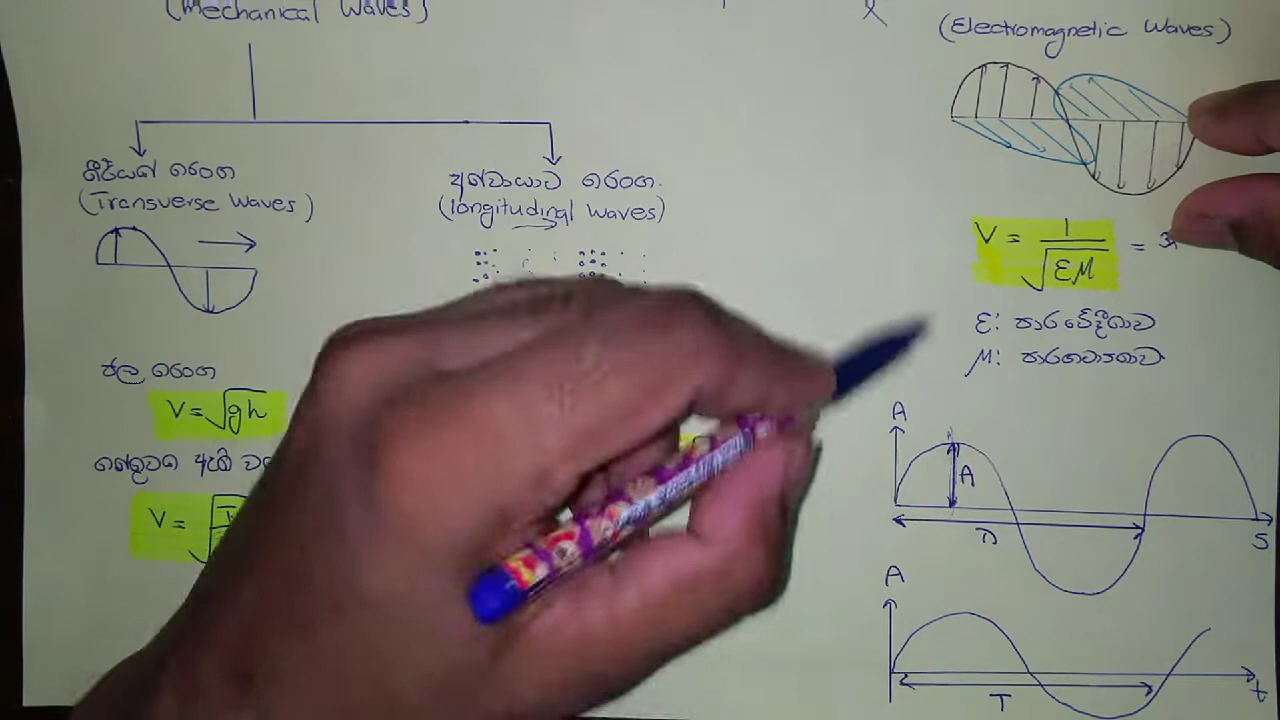 (Mechanical Waves)
තීර්යක් තරංග
(Transverse Waves)
ජල තරංග
V = √gh
V =
අන්වායාම තරංග.
(longitudinal waves)
(Electromagnetic Waves)
V = 1/√εμ =
ε: පාරවේද්‍යතාව
μ: පාරගම්‍යතාව
A
A
λ
S
A
T
t